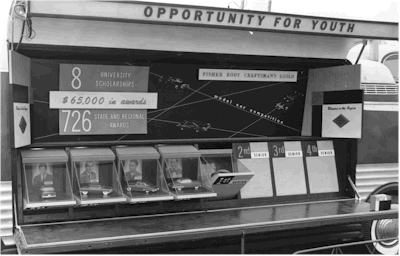 OPPORTUNITY FOR YOUTH
8 UNIVERSITY SCHOLARSHIPS
$65,000 in awards
726 STATE AND REGIONAL AWARDS
FISHER BODY CRAFTSMAN'S GUILD
model car competition
2nd SENIOR
3rd SENIOR
4th SENIOR